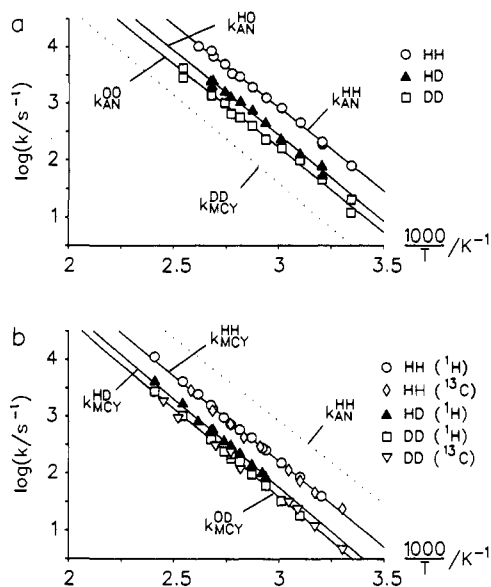 a
k_AN^HO
k_AN^OO
k_AN^HH
k_MCY^DD
HH
HD
DD
log(k/s⁻¹)
4
3
2
1
2
2.5
3
3.5
1000/T /K⁻¹
b
k_MCY^HH
k_MCY^HD
k_AN^HH
k_MCY^OD
HH (¹H)
HH (¹³C)
HD (¹H)
DD (¹H)
DD (¹³C)
log(k/s⁻¹)
4
3
2
1
2
2.5
3
3.5
1000/T /K⁻¹